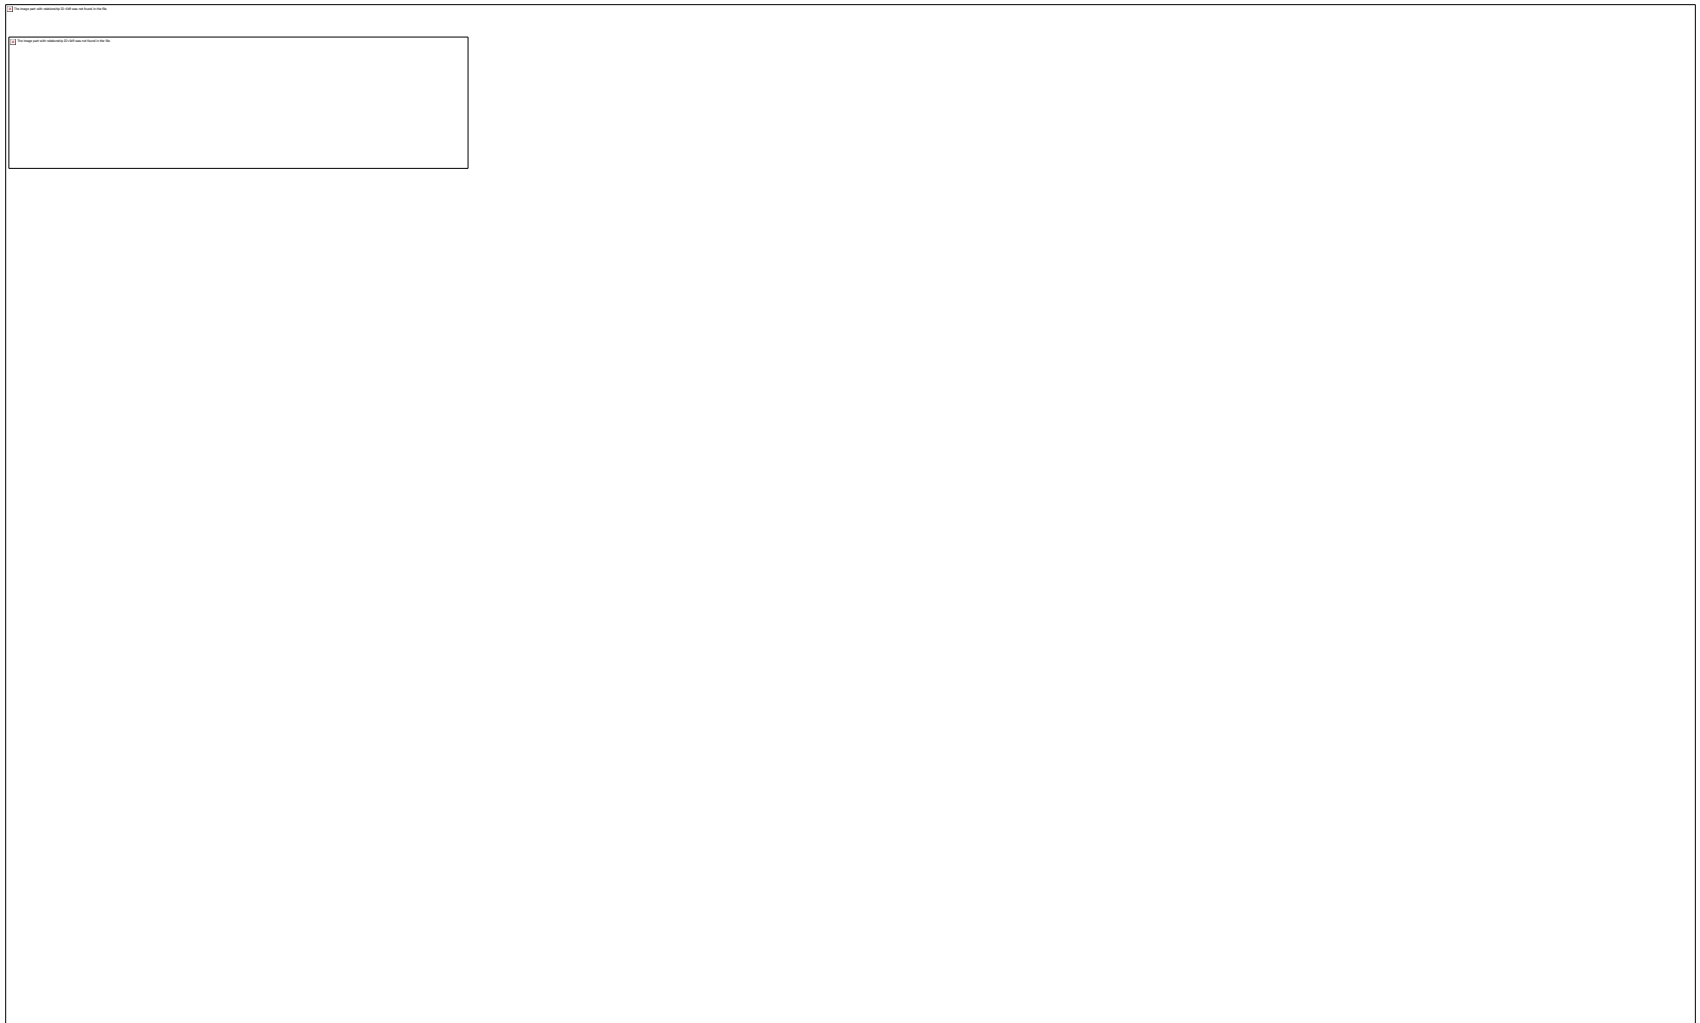 The image part with relationship ID was not found in the file.
The image part with relationship ID was not found in the file.